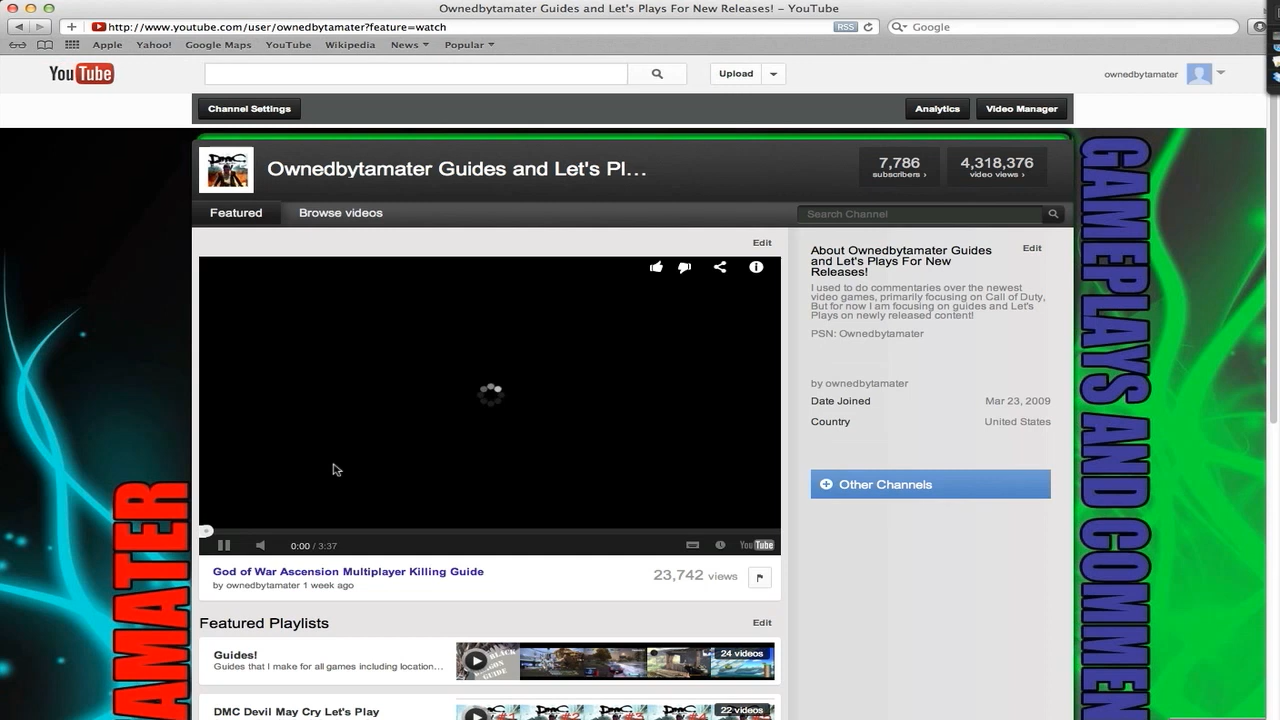 Ownedbytamater Guides and Let's Plays For New Releases! – YouTube
http://www.youtube.com/user/ownedbytamater?feature=watch
RSS
Google
Apple
Yahoo!
Google Maps
YouTube
Wikipedia
News
Popular
YouTube
Upload
ownedbytamater
Channel Settings
Analytics
Video Manager
DMC
Ownedbytamater Guides and Let's Pl...
7,786
subscribers ›
4,318,376
video views ›
Featured
Browse videos
Search Channel
Edit
About Ownedbytamater Guides
and Let's Plays For New
Releases!
Edit
I used to do commentaries over the newest
video games, primarily focusing on Call of Duty,
But for now I am focusing on guides and Let's
Plays on newly released content!
PSN: Ownedbytamater
by ownedbytamater
Date Joined
Mar 23, 2009
Country
United States
Other Channels
0:00 / 3:37
YouTube
God of War Ascension Multiplayer Killing Guide
by ownedbytamater 1 week ago
23,742 views
Featured Playlists
Edit
Guides!
Guides that I make for all games including location...
24 videos
DMC Devil May Cry Let's Play
22 videos
AMATER
GAMEPLAYS AND COMMEN